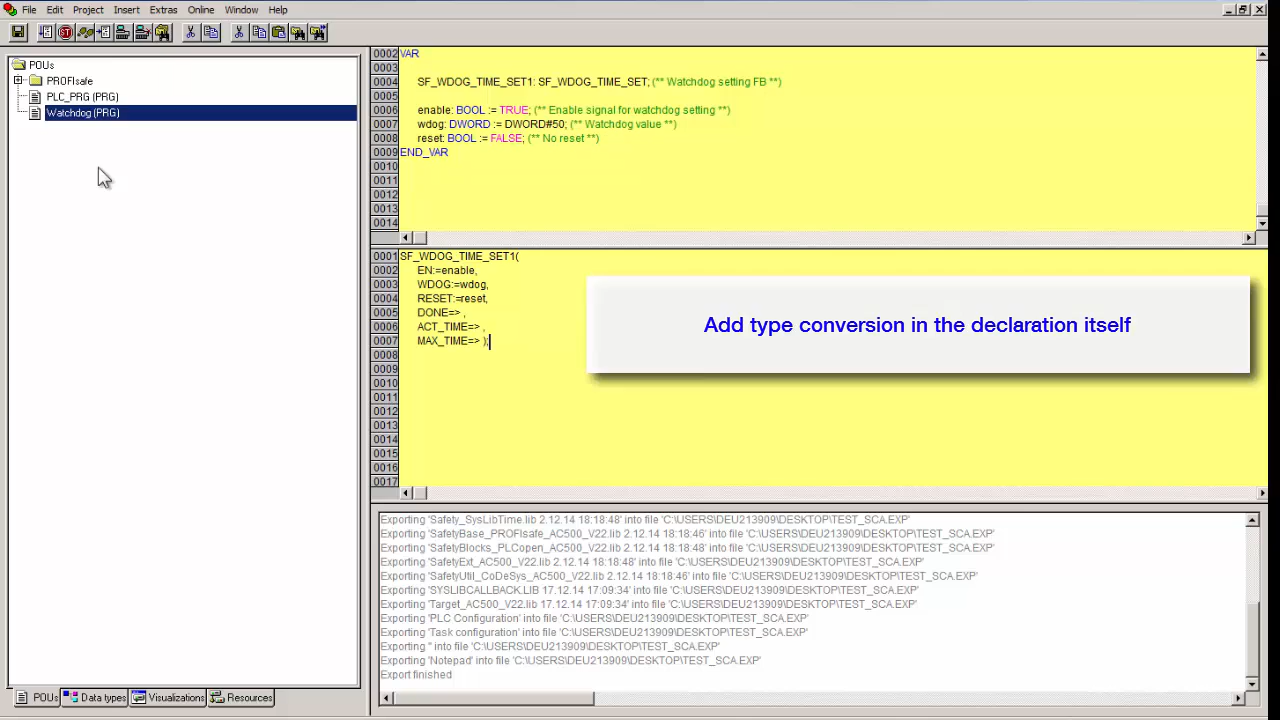 File Edit Project Insert Extras Online Window Help
POUs
PROFIsafe
PLC_PRG (PRG)
Watchdog (PRG)
0002 VAR
0003
0004 SF_WDOG_TIME_SET1: SF_WDOG_TIME_SET; (** Watchdog setting FB **)
0006 enable: BOOL := TRUE; (** Enable signal for watchdog setting **)
0007 wdog: DWORD := DWORD#50; (** Watchdog value **)
0008 reset: BOOL := FALSE; (** No reset **)
0009 END_VAR
0010
0011
0012
0013
0014
0001 SF_WDOG_TIME_SET1(
0002 EN:=enable,
0003 WDOG:=wdog,
0004 RESET:=reset,
0005 DONE=> ,
0006 ACT_TIME=> ,
0007 MAX_TIME=> );
0008
0009
0010
0011
0012
0013
0014
0015
0016
0017
Add type conversion in the declaration itself
Exporting 'Safety_SysLibTime.lib 2.12.14 18:18:48' into file 'C:\USERS\DEU213909\DESKTOP\TEST_SCA.EXP'
Exporting 'SafetyBase_PROFIsafe_AC500_V22.lib 2.12.14 18:18:46' into file 'C:\USERS\DEU213909\DESKTOP\TEST_SCA.EXP'
Exporting 'SafetyBlocks_PLCopen_AC500_V22.lib 2.12.14 18:18:48' into file 'C:\USERS\DEU213909\DESKTOP\TEST_SCA.EXP'
Exporting 'SafetyExt_AC500_V22.lib 2.12.14 18:18:48' into file 'C:\USERS\DEU213909\DESKTOP\TEST_SCA.EXP'
Exporting 'SafetyUtil_CoDeSys_AC500_V22.lib 2.12.14 18:18:46' into file 'C:\USERS\DEU213909\DESKTOP\TEST_SCA.EXP'
Exporting 'SYSLIBCALLBACK.LIB 17.12.14 17:09:34' into file 'C:\USERS\DEU213909\DESKTOP\TEST_SCA.EXP'
Exporting 'Target_AC500_V22.lib 17.12.14 17:09:34' into file 'C:\USERS\DEU213909\DESKTOP\TEST_SCA.EXP'
Exporting 'PLC Configuration' into file 'C:\USERS\DEU213909\DESKTOP\TEST_SCA.EXP'
Exporting 'Task configuration' into file 'C:\USERS\DEU213909\DESKTOP\TEST_SCA.EXP'
Exporting '' into file 'C:\USERS\DEU213909\DESKTOP\TEST_SCA.EXP'
Exporting 'Notepad' into file 'C:\USERS\DEU213909\DESKTOP\TEST_SCA.EXP'
Export finished
POUs Data types Visualizations Resources